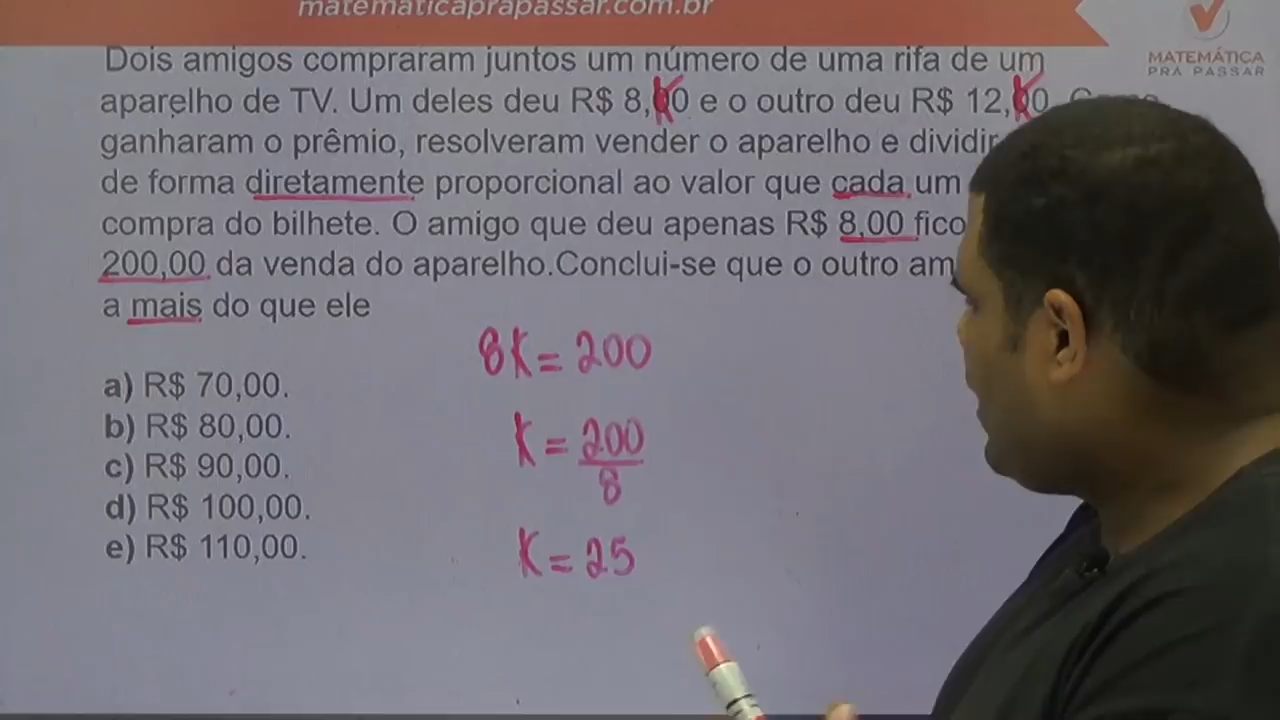 matematicaprapassar.com.br
MATEMÁTICA
PRA PASSAR
Dois amigos compraram juntos um número de uma rifa de um
aparelho de TV. Um deles deu R$ 8,K0 e o outro deu R$ 12,K0
ganharam o prêmio, resolveram vender o aparelho e dividir
de forma diretamente proporcional ao valor que cada um
compra do bilhete. O amigo que deu apenas R$ 8,00 fico
200,00 da venda do aparelho.Conclui-se que o outro am
a mais do que ele
a) R$ 70,00.
b) R$ 80,00.
c) R$ 90,00.
d) R$ 100,00.
e) R$ 110,00.
8K = 200
K = 200
8
K = 25